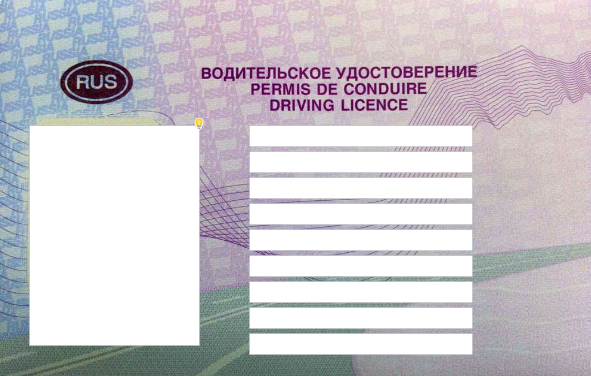 RUS
ВОДИТЕЛЬСКОЕ УДОСТОВЕРЕНИЕ
PERMIS DE CONDUIRE
DRIVING LICENCE